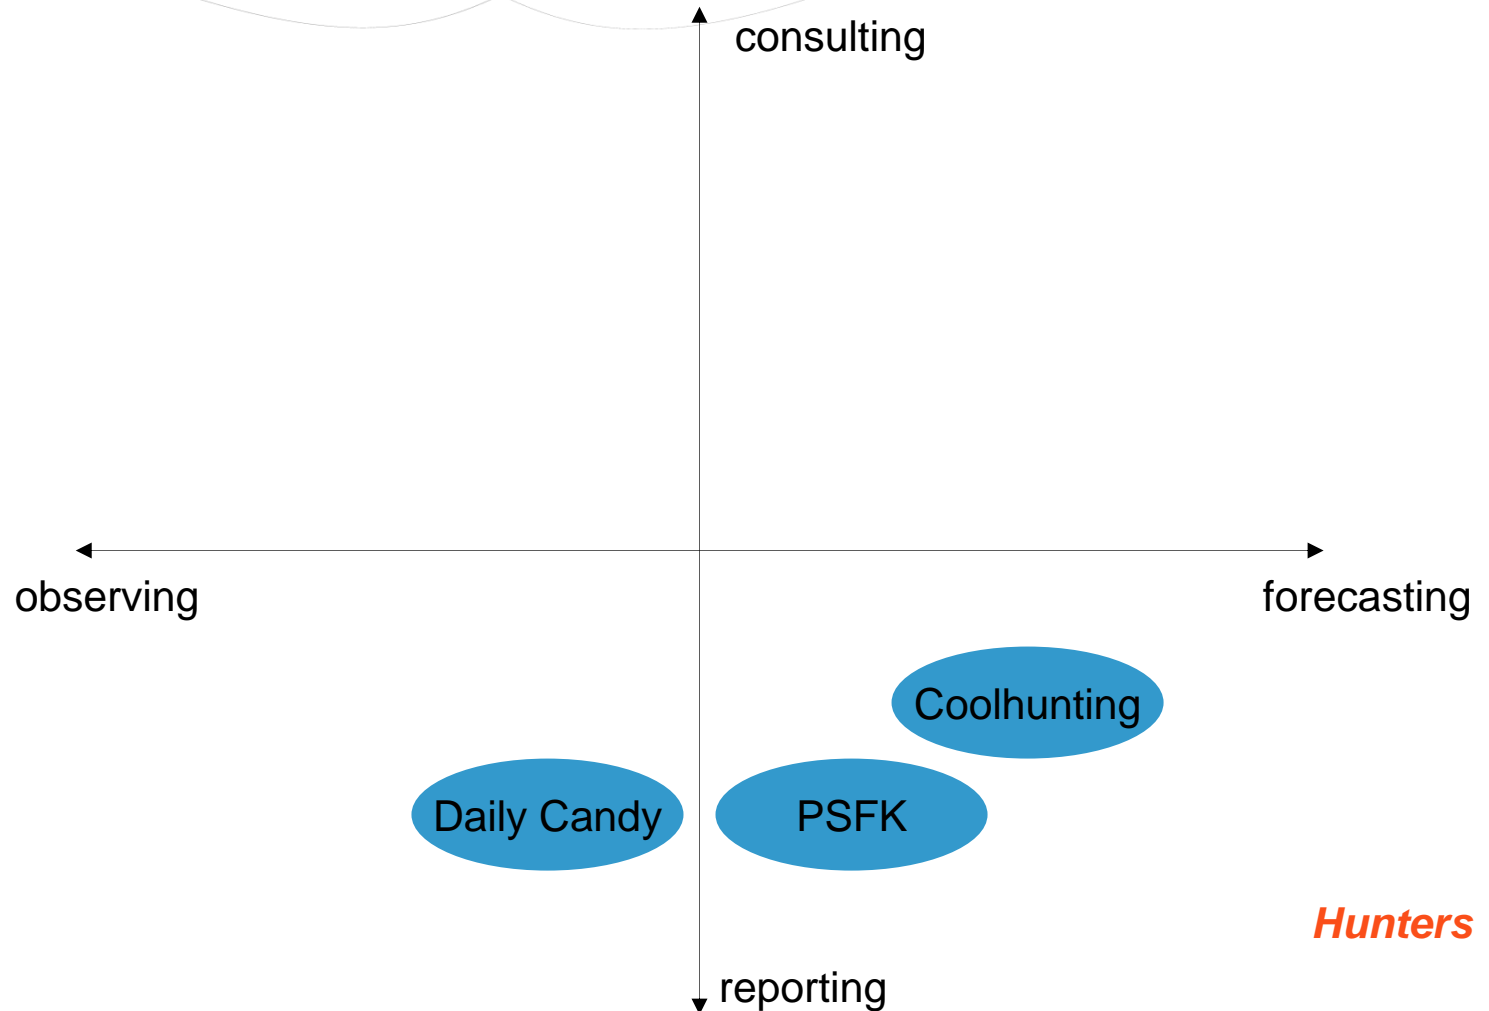 consulting
observing
forecasting
Coolhunting
Daily Candy
PSFK
Hunters
reporting